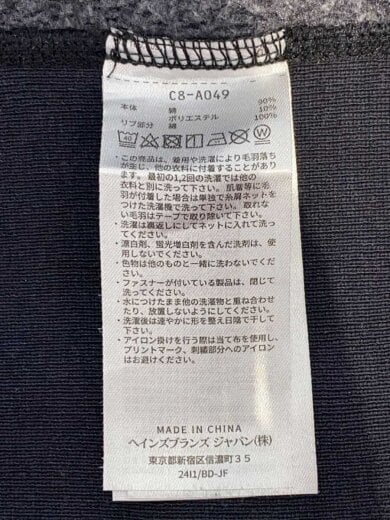 C8-A049
本体 綿 90%
ポリエステル 10%
リブ部分 綿 100%
40
W
・この商品は、着用や洗濯により毛羽落ち
が生じ、他の衣料に付着することがあり
ます。最初の1,2回の洗濯では他の
衣料と別に洗って下さい。肌着等に毛
羽が付着した場合は単独で糸屑ネットを
つけた洗濯機で洗って下さい。取れな
い毛羽はテープで取り除いて下さい。
・洗濯は裏返しにしてネットに入れて洗っ
てください。
・漂白剤、蛍光増白剤を含んだ洗剤は、使
用しないでください。
・色物は他のものと一緒に洗わないでくだ
さい。
・ファスナーが付いている製品は、閉じて
洗ってください。
・水につけたまま他の洗濯物と重ね合わせ
たり、放置しないようにしてください。
・洗濯後は速やかに形を整え日陰で干して
下さい。
・アイロン掛けを行う際は当て布を使用し、
プリントマーク、刺繍部分へのアイロン
はお避けください。
MADE IN CHINA
ヘインズブランズ ジャパン(株)
東京都新宿区信濃町35
24I1/BD-JF